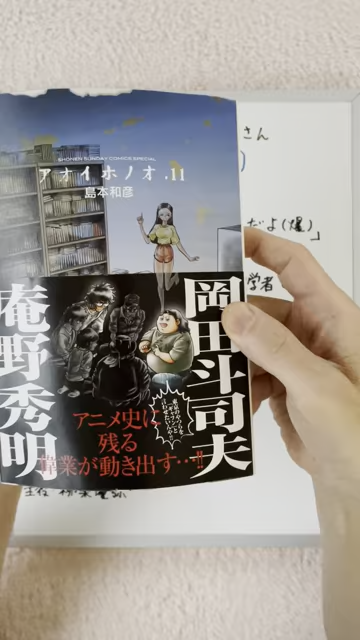 SHONEN SUNDAY COMICS SPECIAL
アオイホノオ.11
島本和彦
岡田斗司夫
庵野秀明
アニメ史に
残る
偉業が動き出す…!!
さん
だよ(爆)」
学者